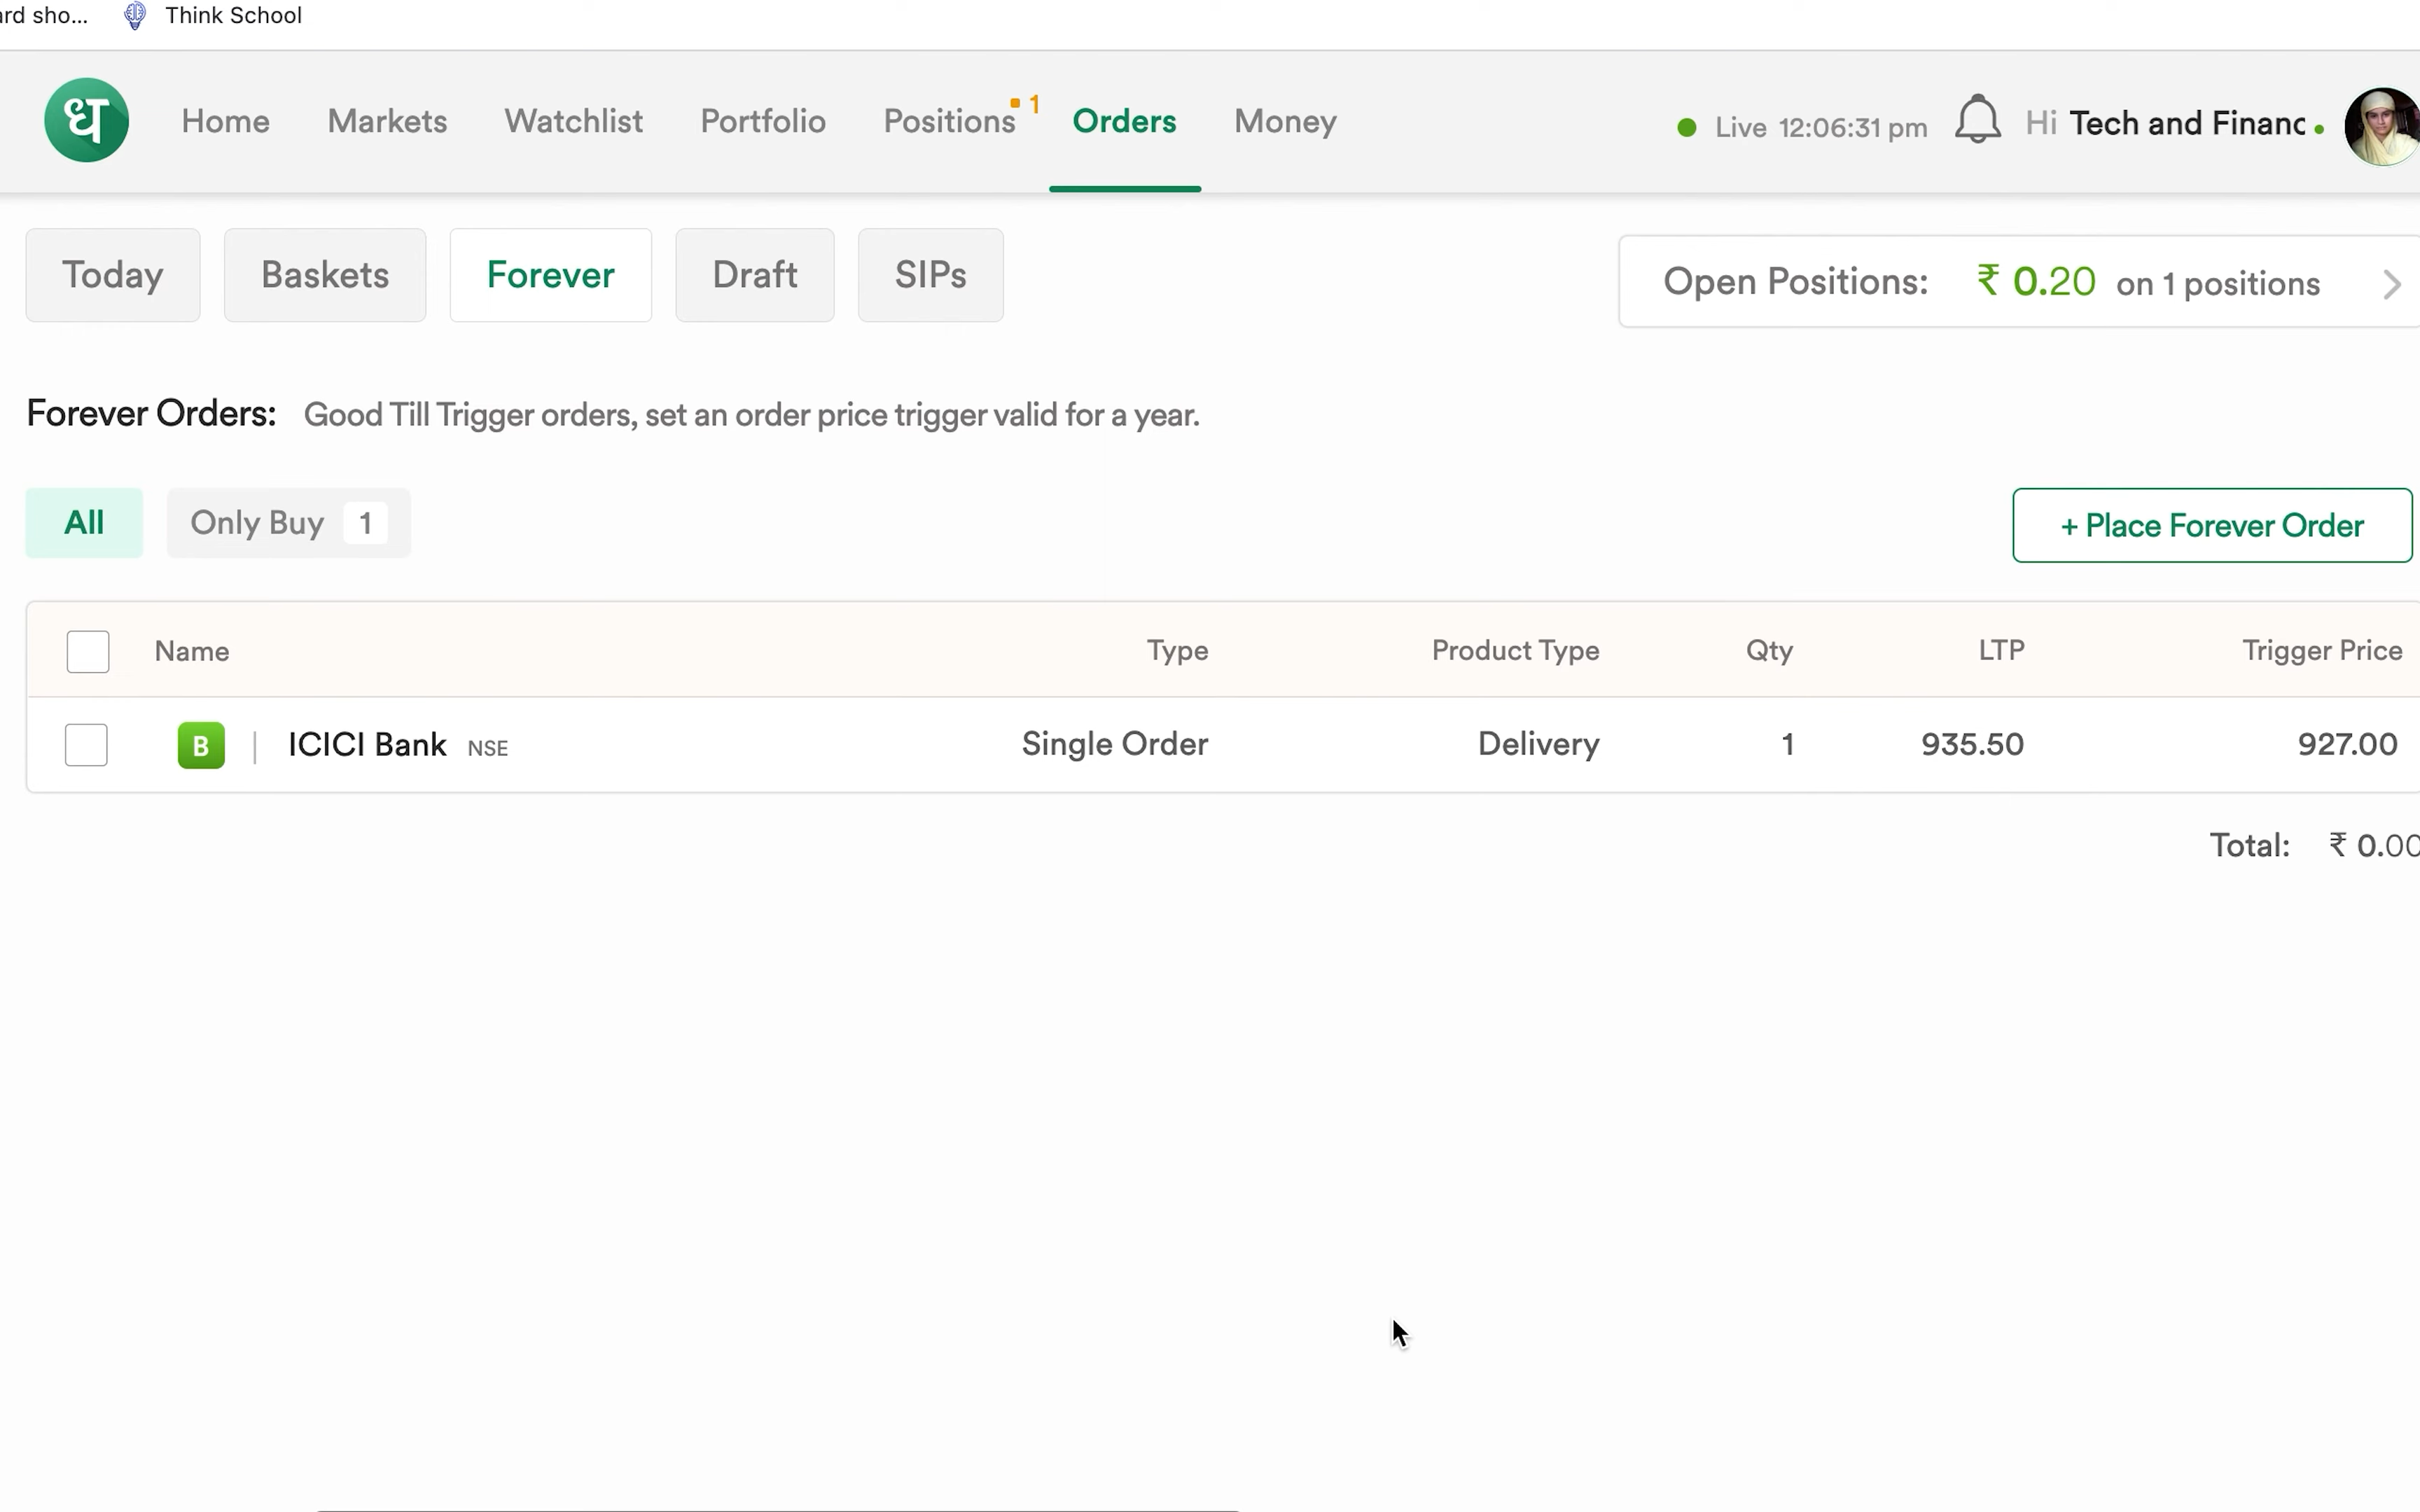 ard sho... Think School
ध Home Markets Watchlist Portfolio Positions 1 Orders Money Live 12:06:31 pm Hi Tech and Financ
Today Baskets Forever Draft SIPs Open Positions: ₹ 0.20 on 1 positions
Forever Orders: Good Till Trigger orders, set an order price trigger valid for a year.
All Only Buy 1 + Place Forever Order
Name Type Product Type Qty LTP Trigger Price
B | ICICI Bank NSE Single Order Delivery 1 935.50 927.00
Total: ₹ 0.00